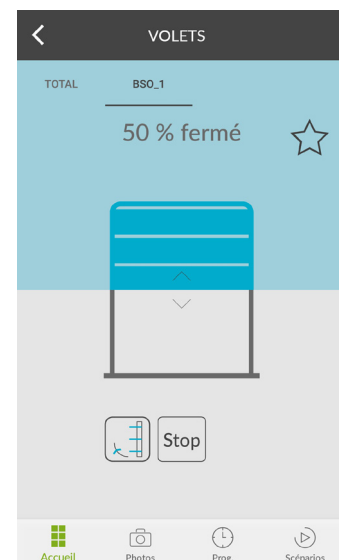 VOLETS
TOTAL BSO_1
50 % fermé
Stop
Accueil Photos Prog. Scénarios